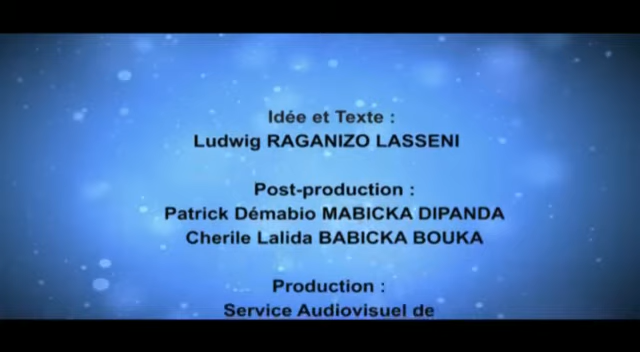 Idée et Texte :
Ludwig RAGANIZO LASSENI
Post-production :
Patrick Démabio MABICKA DIPANDA
Cherile Lalida BABICKA BOUKA
Production :
Service Audiovisuel de